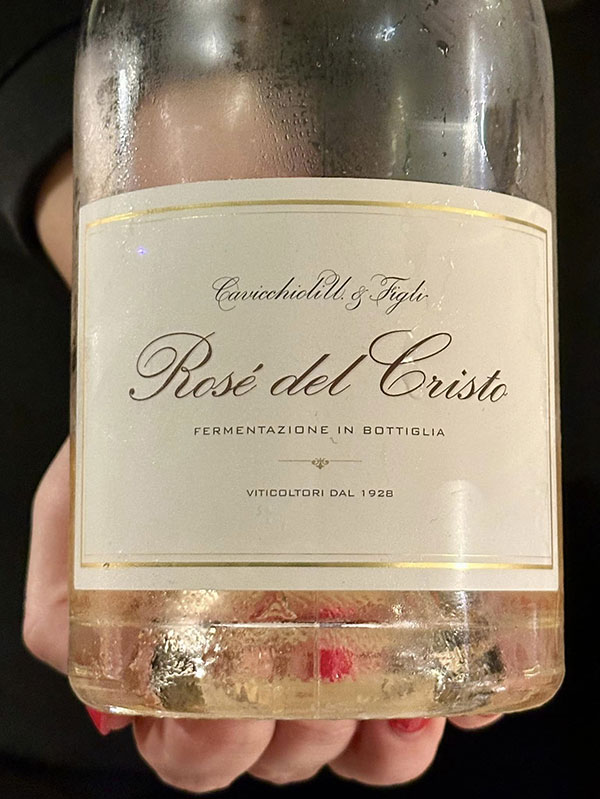 Cavicchioli U. & Figli
Rosé del Cristo
FERMENTAZIONE IN BOTTIGLIA
VITICOLTORI DAL 1928